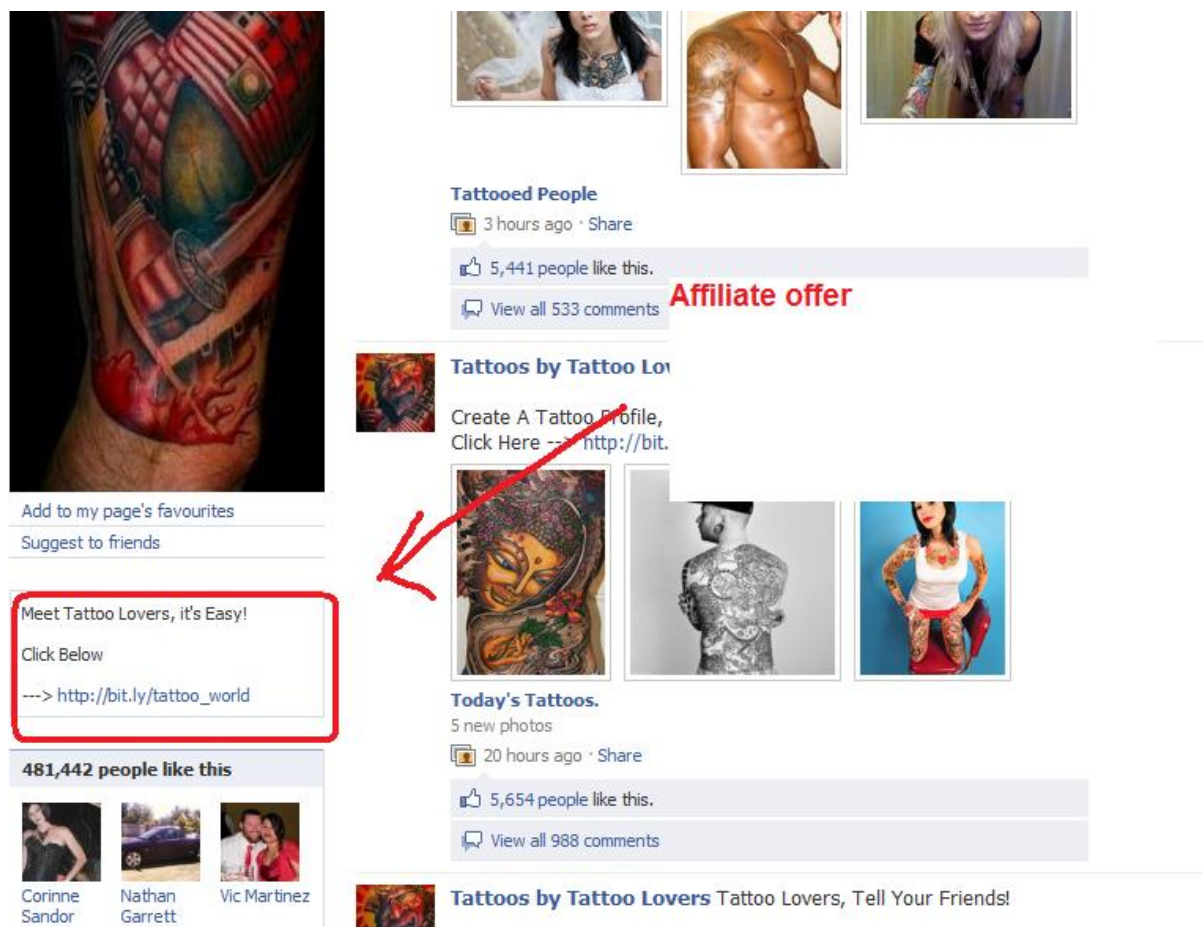 Add to my page's favourites
Suggest to friends
Meet Tattoo Lovers, it's Easy!
Click Below
---> http://bit.ly/tattoo_world
481,442 people like this
Corinne
Sandor
Nathan
Garrett
Vic Martinez
Tattooed People
3 hours ago · Share
5,441 people like this.
View all 533 comments
Affiliate offer
Tattoos by Tattoo
Create A Tattoo Profile,
Click Here --> http://bit.
Today's Tattoos.
5 new photos
20 hours ago · Share
5,654 people like this.
View all 988 comments
Tattoos by Tattoo Lovers Tattoo Lovers, Tell Your Friends!